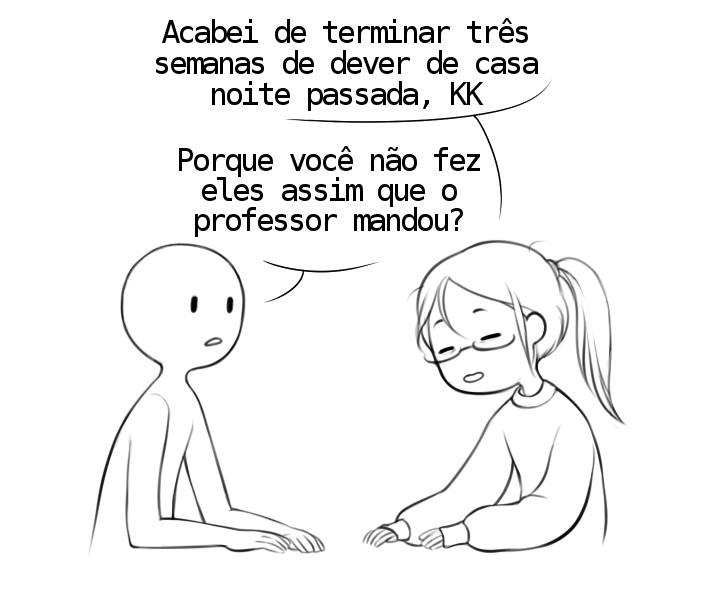 Acabei de terminar três
semanas de dever de casa
noite passada, KK
Porque você não fez
eles assim que o
professor mandou?